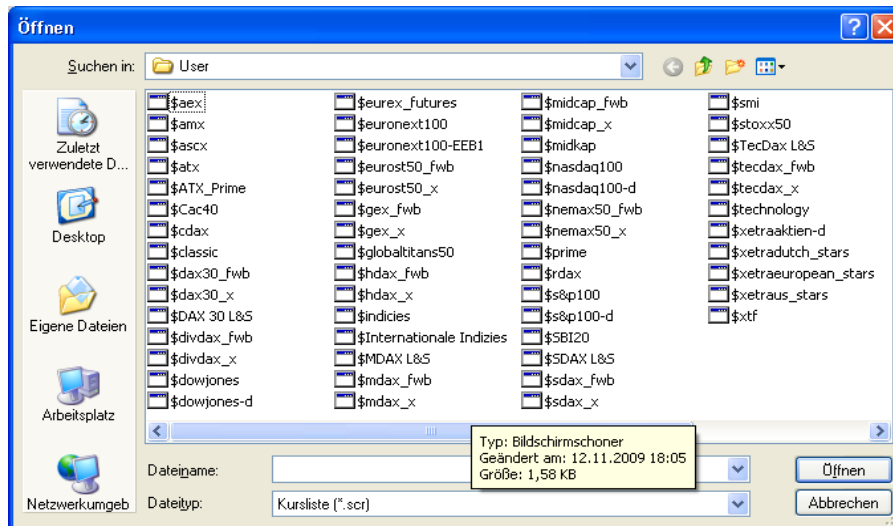 Öffnen
Suchen in:
User
Zuletzt
verwendete D...
Desktop
Eigene Dateien
Arbeitsplatz
Netzwerkumgeb
$aex
$amx
$ascx
$atx
$ATX_Prime
$Cac40
$cdax
$classic
$dax30_fwb
$dax30_x
$DAX 30 L&S
$divdax_fwb
$divdax_x
$dowjones
$dowjones-d
$eurex_futures
$euronext100
$euronext100-EEB1
$eurost50_fwb
$eurost50_x
$gex_fwb
$gex_x
$globaltitans50
$hdax_fwb
$hdax_x
$indicies
$Internationale Indizies
$MDAX L&S
$mdax_fwb
$mdax_x
$midcap_fwb
$midcap_x
$midkap
$nasdaq100
$nasdaq100-d
$nemax50_fwb
$nemax50_x
$prime
$rdax
$s&p100
$s&p100-d
$SBI20
$SDAX L&S
$sdax_fwb
$sdax_x
$smi
$stoxx50
$TecDax L&S
$tecdax_fwb
$tecdax_x
$technology
$xetraaktien-d
$xetradutch_stars
$xetraeuropean_stars
$xetraus_stars
$xtf
Typ: Bildschirmschoner
Geändert am: 12.11.2009 18:05
Größe: 1,58 KB
Dateiname:
Öffnen
Dateityp:
Kursliste (*.scr)
Abbrechen